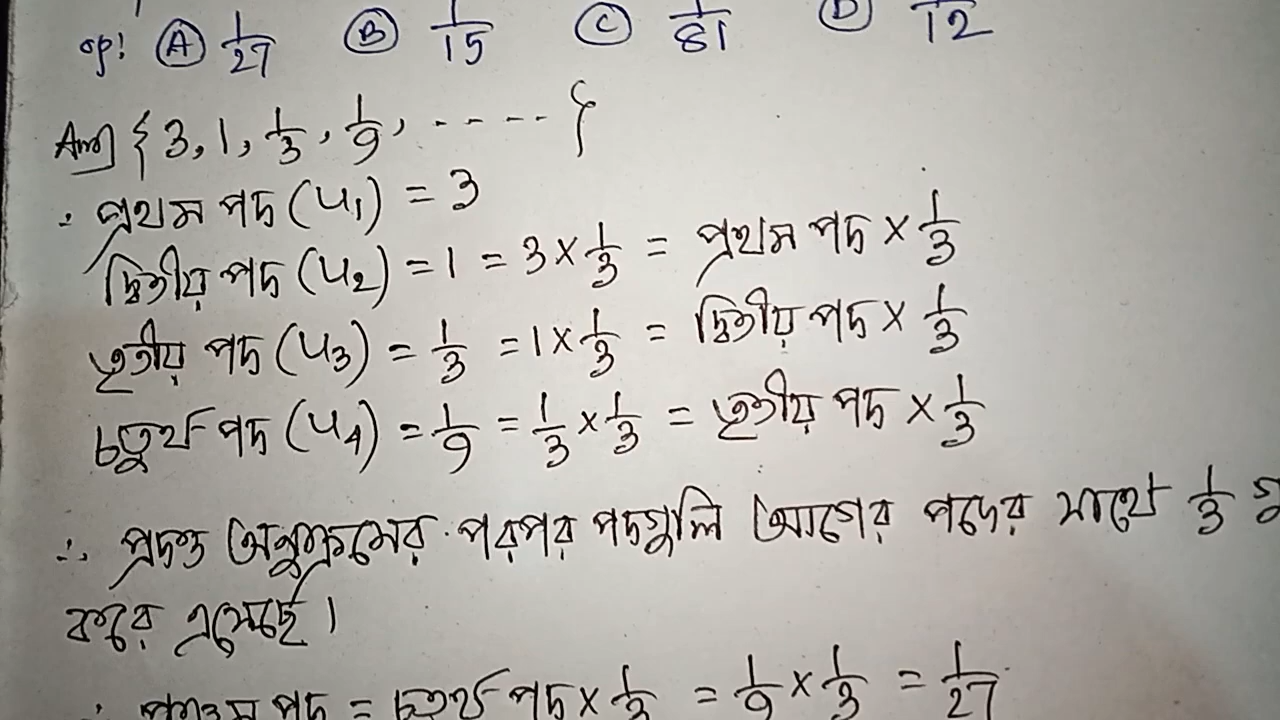 op: Ⓐ 1/27 Ⓑ 1/15 Ⓒ 1/81 Ⓓ 1/12
Ans] { 3, 1, 1/3, 1/9, ----- }
∴ প্রথম পদ (u₁) = 3
দ্বিতীয় পদ (u₂) = 1 = 3 × 1/3 = প্রথম পদ × 1/3
তৃতীয় পদ (u₃) = 1/3 = 1 × 1/3 = দ্বিতীয় পদ × 1/3
চতুর্থ পদ (u₄) = 1/9 = 1/3 × 1/3 = তৃতীয় পদ × 1/3
∴ প্রদত্ত অনুক্রমের পরপর পদগুলি আগের পদের সাথে 1/3
করে এসেছে।
∴ পঞ্চম পদ = চতুর্থ পদ × 1/3 = 1/9 × 1/3 = 1/27